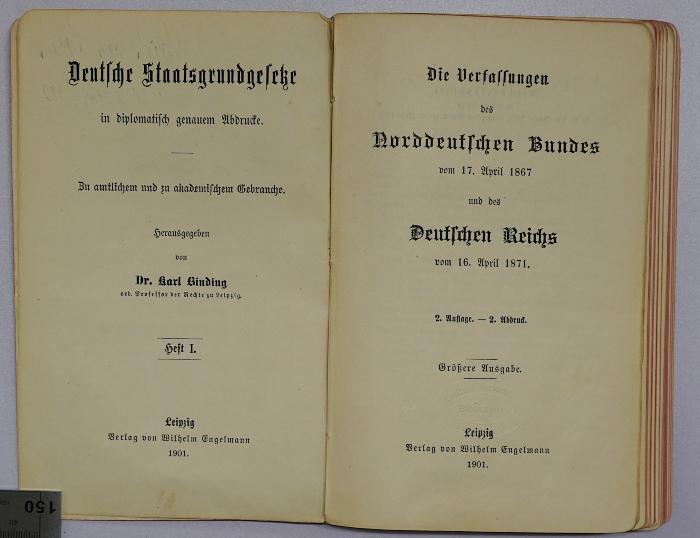 Deutsche Staatsgrundgesetze
in diplomatisch genauem Abdrucke.
Zu amtlichem und zu akademischem Gebrauche.
Herausgegeben
von
Dr. Karl Binding
ord. Professor der Rechte zu Leipzig.
Heft I.
Leipzig
Verlag von Wilhelm Engelmann
1901.
Die Verfassungen
des
Norddeutschen Bundes
vom 17. April 1867
und des
Deutschen Reichs
vom 16. April 1871.
2. Auflage. — 2. Abdruck.
Größere Ausgabe.
Leipzig
Verlag von Wilhelm Engelmann
1901.
150
40